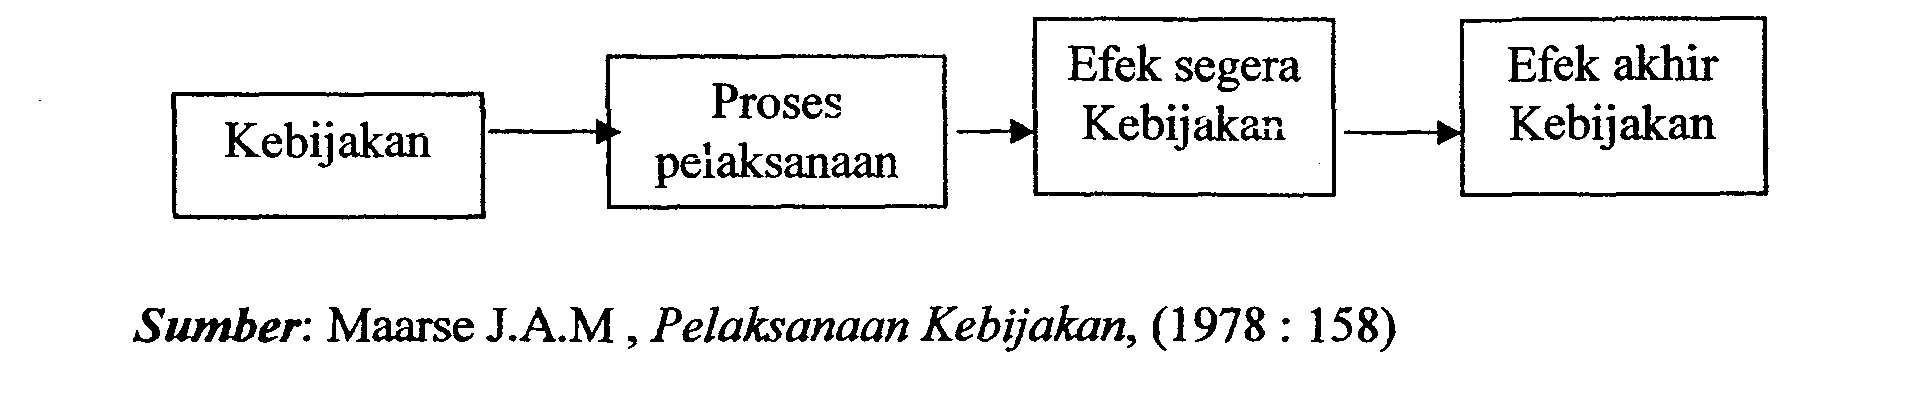 Kebijakan
Proses
pelaksanaan
Efek segera
Kebijakan
Efek akhir
Kebijakan
Sumber: Maarse J.A.M , Pelaksanaan Kebijakan, (1978 : 158)